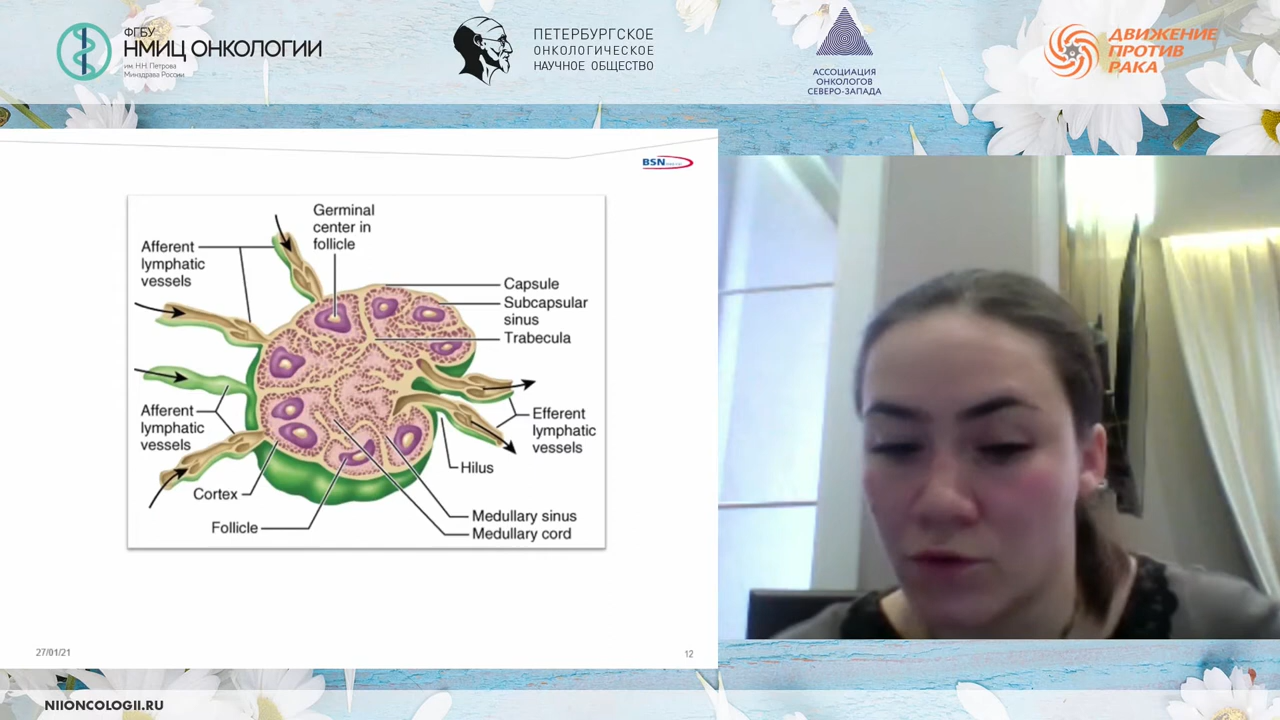 ФГБУ
НМИЦ ОНКОЛОГИИ
им. Н.Н. Петрова
Минздрава России
ПЕТЕРБУРГСКОЕ
ОНКОЛОГИЧЕСКОЕ
НАУЧНОЕ ОБЩЕСТВО
АССОЦИАЦИЯ
ОНКОЛОГОВ
СЕВЕРО-ЗАПАДА
ДВИЖЕНИЕ
ПРОТИВ
РАКА
BSN
Germinal
center in
follicle
Afferent
lymphatic
vessels
Capsule
Subcapsular
sinus
Trabecula
Afferent
lymphatic
vessels
Efferent
lymphatic
vessels
Hilus
Cortex
Follicle
Medullary sinus
Medullary cord
27/01/21
12
NIIONCOLOGII.RU